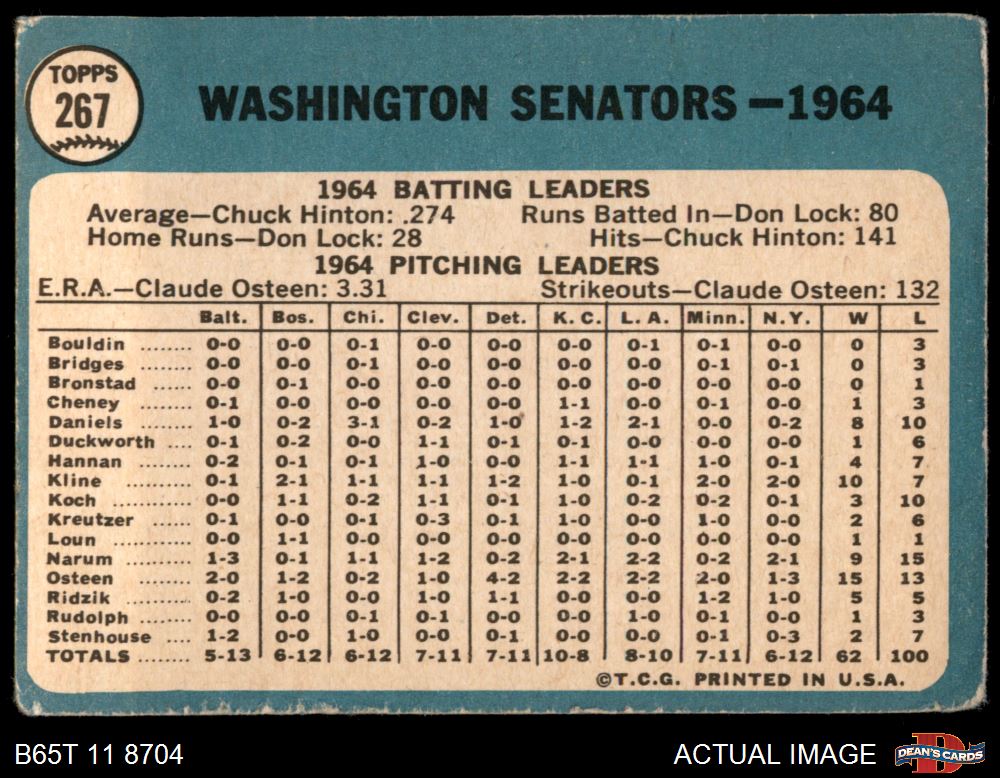 TOPPS
267
WASHINGTON SENATORS—1964
1964 BATTING LEADERS
Average—Chuck Hinton: .274 Runs Batted In—Don Lock: 80
Home Runs—Don Lock: 28 Hits—Chuck Hinton: 141
1964 PITCHING LEADERS
E.R.A.—Claude Osteen: 3.31 Strikeouts—Claude Osteen: 132
Balt. Bos. Chi. Clev. Det. K. C. L. A. Minn. N.Y. W L
Bouldin ........ 0-0 0-0 0-1 0-0 0-0 0-0 0-1 0-1 0-0 0 3
Bridges ........ 0-0 0-0 0-1 0-0 0-0 0-0 0-0 0-1 0-1 0 3
Bronstad ...... 0-0 0-1 0-0 0-0 0-0 0-0 0-0 0-0 0-0 0 1
Cheney ........ 0-1 0-0 0-0 0-0 0-0 1-1 0-0 0-1 0-0 1 3
Daniels ........ 1-0 0-2 3-1 0-2 1-0 1-2 2-1 0-0 0-2 8 10
Duckworth .... 0-1 0-2 0-0 1-1 0-1 0-1 0-0 0-0 0-0 1 6
Hannan ........ 0-2 0-1 0-1 1-0 0-0 1-1 1-1 1-0 0-1 4 7
Kline ............ 0-1 2-1 1-1 1-1 1-2 1-0 0-1 2-0 2-0 10 7
Koch ............ 0-0 1-1 0-2 1-1 0-1 1-0 0-2 0-2 0-1 3 10
Kreutzer ...... 0-1 0-0 0-1 0-3 0-1 1-0 0-0 1-0 0-0 2 6
Loun ............ 0-0 1-1 0-0 0-0 0-0 0-0 0-0 0-0 0-0 1 1
Narum .......... 1-3 0-1 1-1 1-2 0-2 2-1 2-2 0-2 2-1 9 15
Osteen .......... 2-0 1-2 0-2 1-0 4-2 2-2 2-2 2-0 1-3 15 13
Ridzik .......... 0-2 1-0 0-0 1-0 1-1 0-0 0-0 1-2 1-0 5 5
Rudolph ........ 0-0 0-0 0-1 0-1 0-0 0-0 1-0 0-1 0-0 1 3
Stenhouse .... 1-2 0-0 1-0 0-0 0-1 0-0 0-0 0-1 0-3 2 7
TOTALS ........ 5-13 6-12 6-12 7-11 7-11 10-8 8-10 7-11 6-12 62 100
©T.C.G. PRINTED IN U.S.A.
B65T 11 8704 ACTUAL IMAGE DEAN'S CARDS